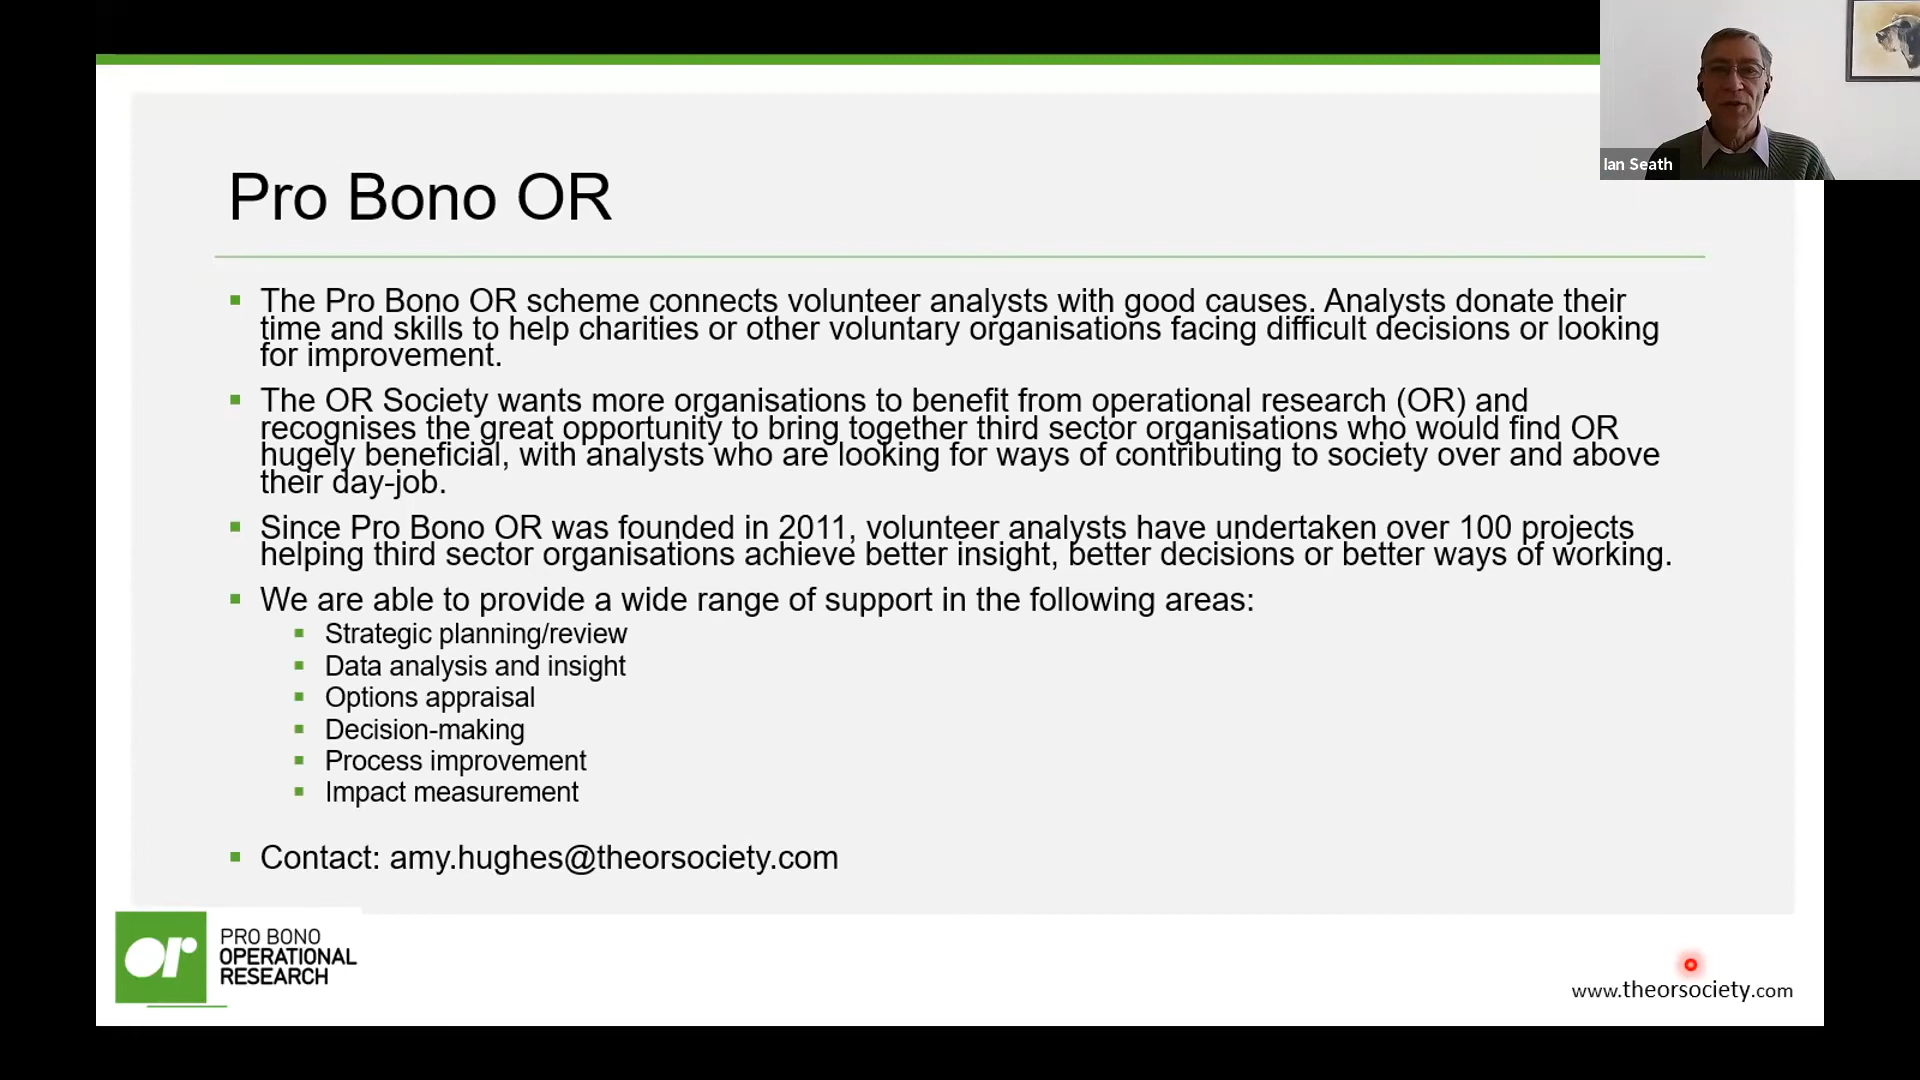 Ian Seath
Pro Bono OR
The Pro Bono OR scheme connects volunteer analysts with good causes. Analysts donate their
time and skills to help charities or other voluntary organisations facing difficult decisions or looking
for improvement.
The OR Society wants more organisations to benefit from operational research (OR) and
recognises the great opportunity to bring together third sector organisations who would find OR
hugely beneficial, with analysts who are looking for ways of contributing to society over and above
their day-job.
Since Pro Bono OR was founded in 2011, volunteer analysts have undertaken over 100 projects
helping third sector organisations achieve better insight, better decisions or better ways of working.
We are able to provide a wide range of support in the following areas:
Strategic planning/review
Data analysis and insight
Options appraisal
Decision-making
Process improvement
Impact measurement
Contact: amy.hughes@theorsociety.com
or
PRO BONO
OPERATIONAL
RESEARCH
www.theorsociety.com